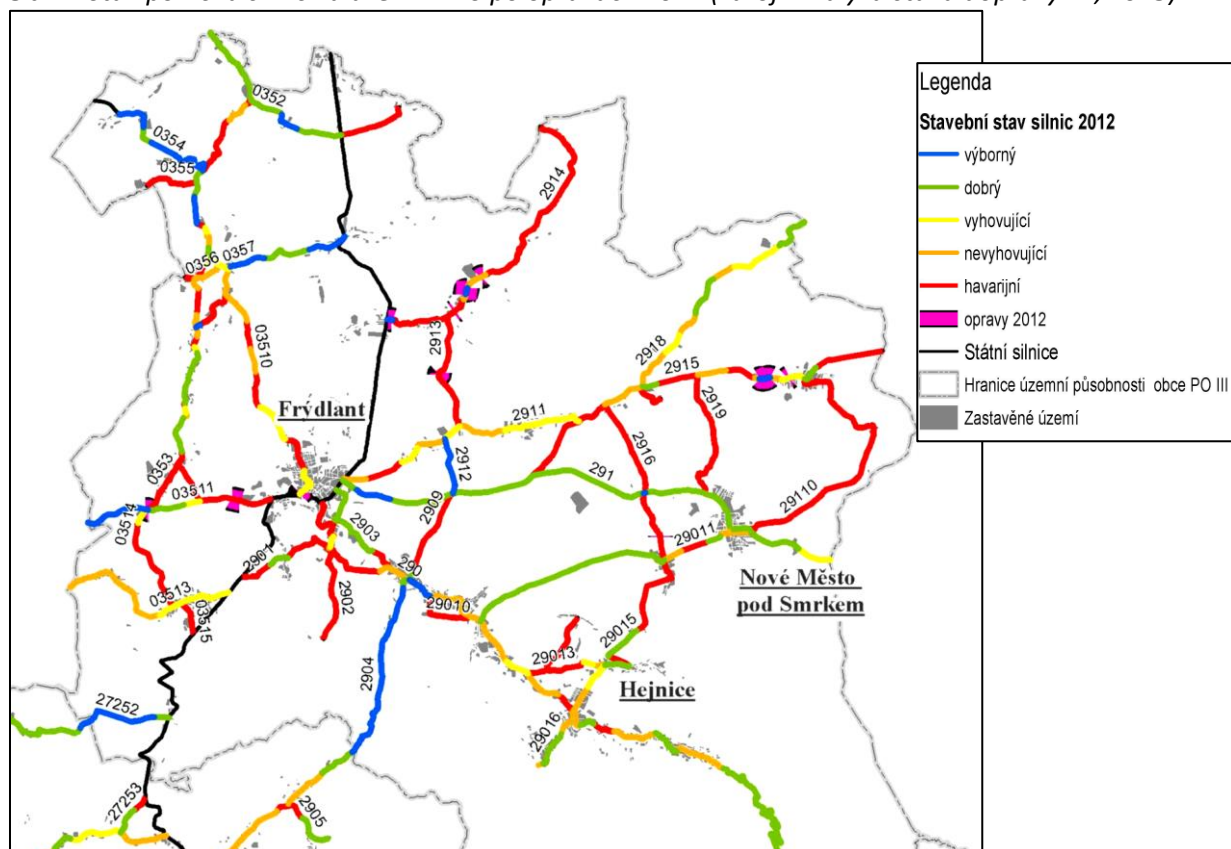 Legenda
Stavební stav silnic 2012
výborný
dobrý
vyhovující
nevyhovující
havarijní
opravy 2012
Státní silnice
Hranice územní působnosti obce PO III
Zastavěné území
0352
0354
0355
2914
0356
0357
2913
03510
2918
2915
2919
Frýdlant
2911
2916
2912
291
0353
03511
2909
29110
03514
2903
29011
2901
290
Nové Město
pod Smrkem
03513
2902
29010
03515
29015
29013
2904
Hejnice
27252
29016
27253
2905